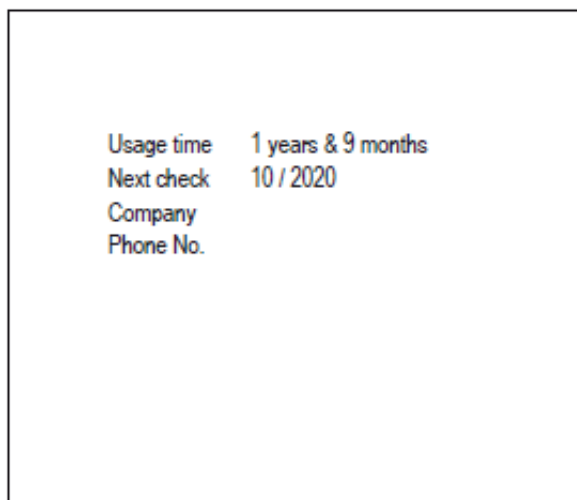 Usage time 1 years & 9 months
Next check 10 / 2020
Company
Phone No.